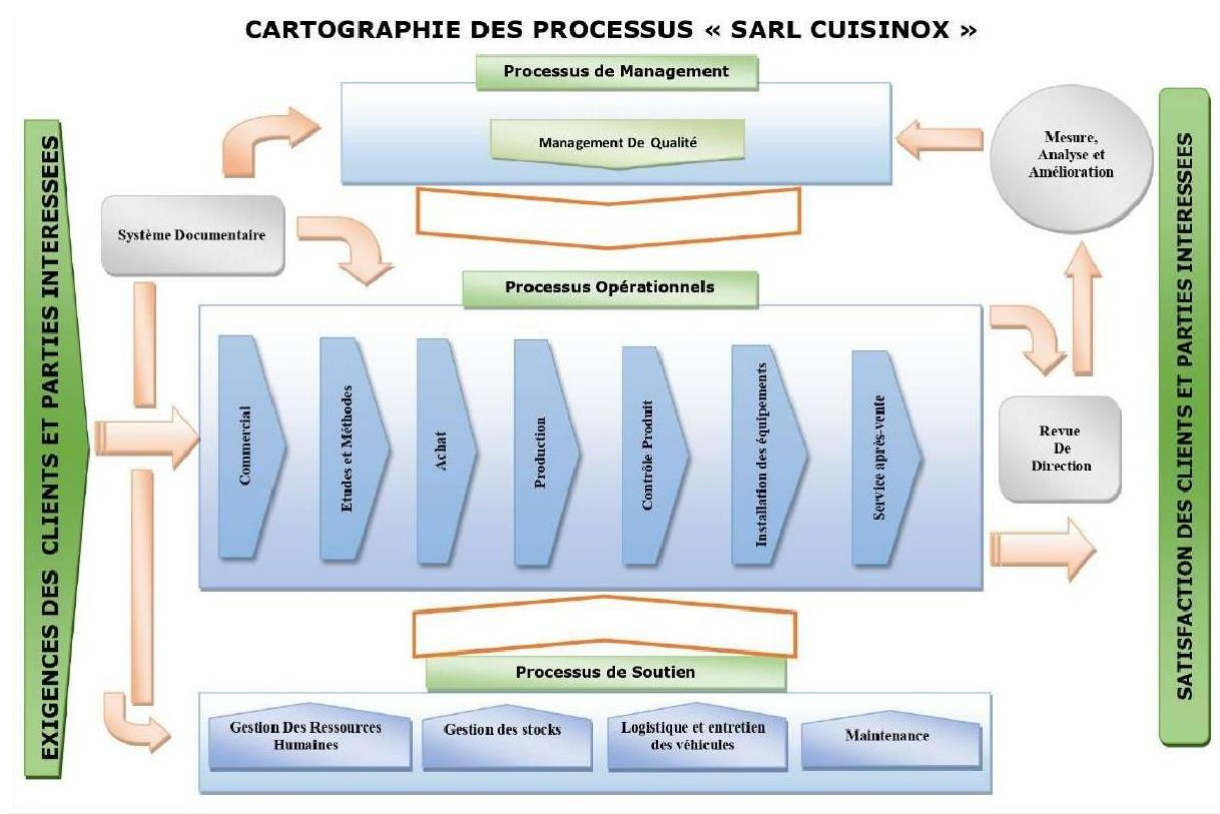 CARTOGRAPHIE DES PROCESSUS « SARL CUISINOX »
Processus de Management
Management De Qualité
Mesure,
Analyse et
Amélioration
Système Documentaire
EXIGENCES DES CLIENTS ET PARTIES INTERESSEES
Processus Opérationnels
Commercial
Etudes et Méthodes
Achat
Production
Contrôle Produit
Installation des équipements
Service après-vente
Revue
De
Direction
SATISFACTION DES CLIENTS ET PARTIES INTERESSEES
Processus de Soutien
Gestion Des Ressources
Humaines
Gestion des stocks
Logistique et entretien
des véhicules
Maintenance